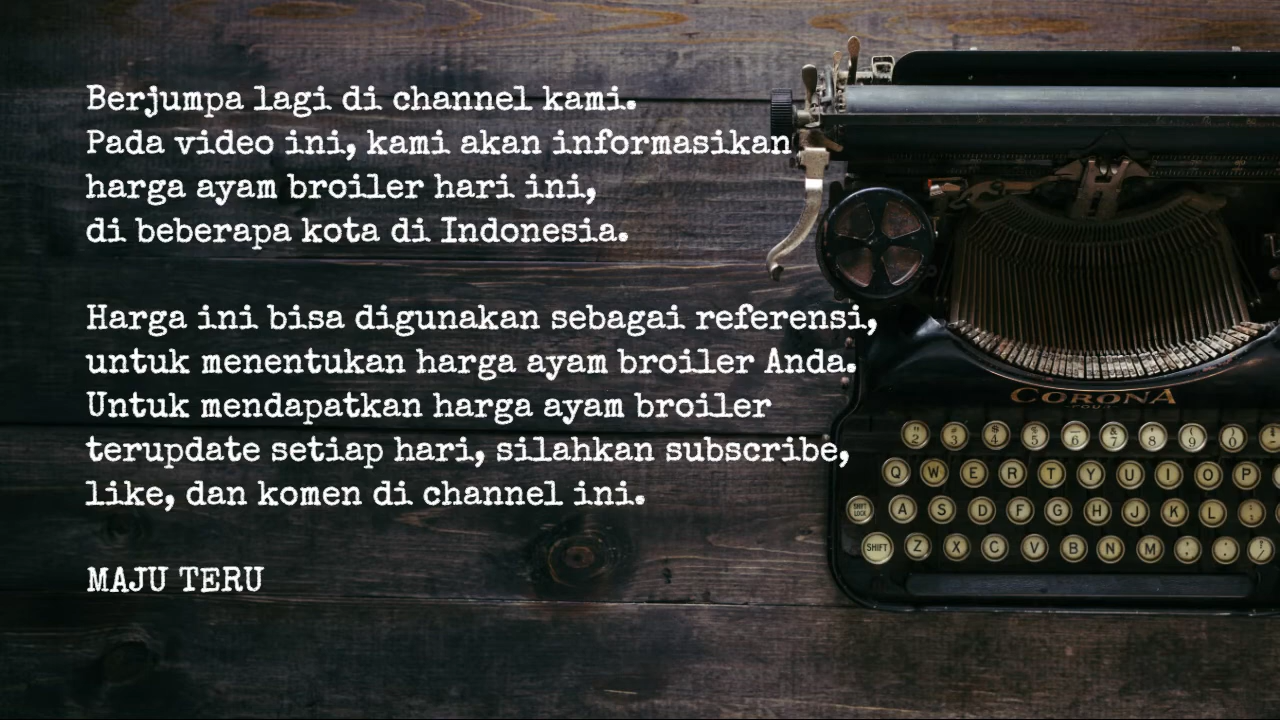 Berjumpa lagi di channel kami.
Pada video ini, kami akan informasikan
harga ayam broiler hari ini,
di beberapa kota di Indonesia.
Harga ini bisa digunakan sebagai referensi,
untuk menentukan harga ayam broiler Anda.
Untuk mendapatkan harga ayam broiler
terupdate setiap hari, silahkan subscribe,
like, dan komen di channel ini.
MAJU TERU
CORONA
2 3 4 5 6 7 8 9 0
Q W E R T Y U I O P
SHIFT LOCK A S D F G H J K L
SHIFT Z X C V B N M